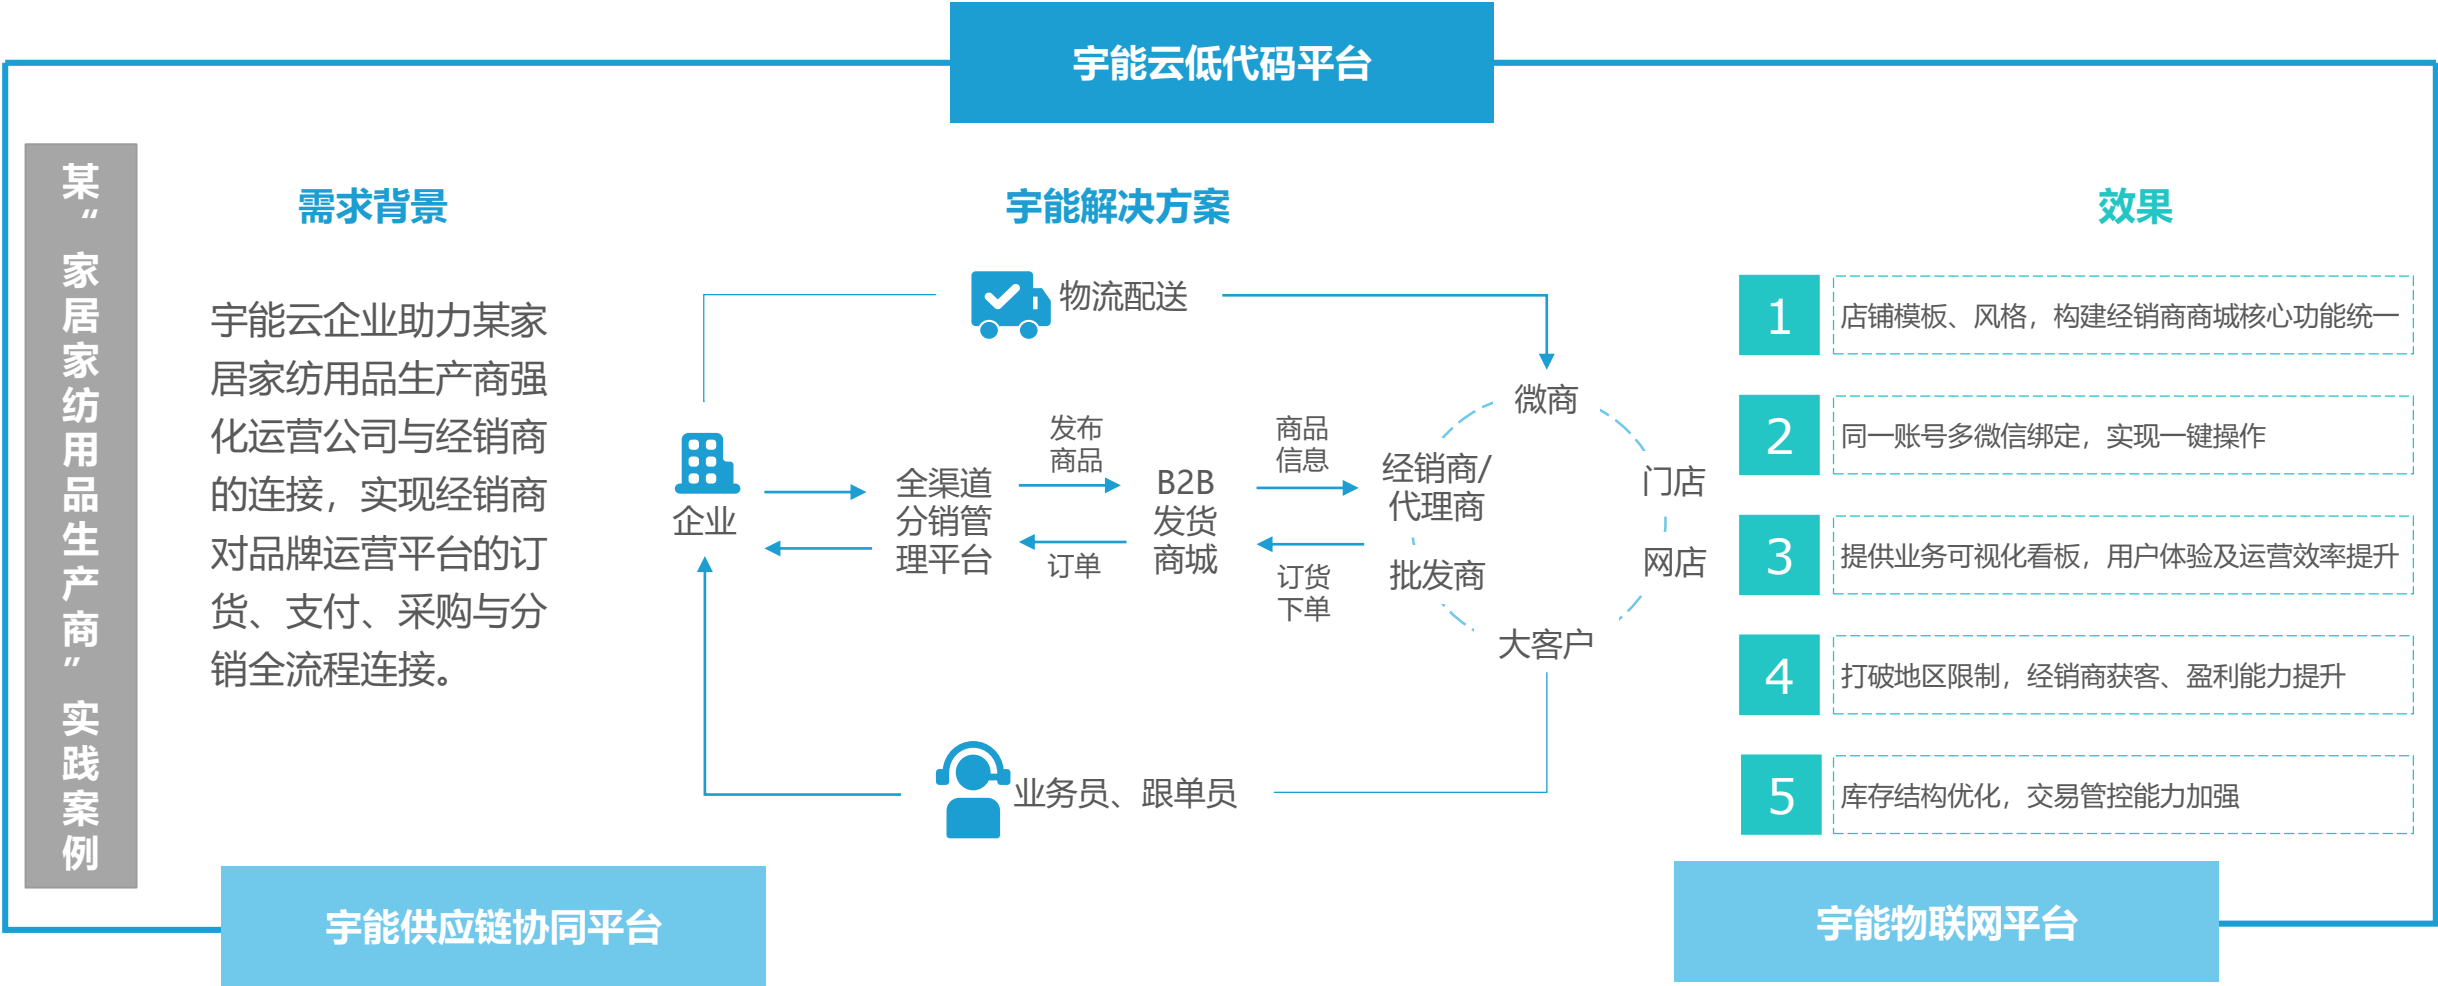 宇能云低代码平台
某“家居家纺用品生产商”实践案例
需求背景
宇能云企业助力某家
居家纺用品生产商强
化运营公司与经销商
的连接，实现经销商
对品牌运营平台的订
货、支付、采购与分
销全流程连接。
宇能解决方案
物流配送
企业
全渠道
分销管
理平台
发布
商品
订单
B2B
发货
商城
商品
信息
订货
下单
微商
经销商/
代理商
批发商
门店
网店
大客户
业务员、跟单员
效果
1
店铺模板、风格，构建经销商商城核心功能统一
2
同一账号多微信绑定，实现一键操作
3
提供业务可视化看板，用户体验及运营效率提升
4
打破地区限制，经销商获客、盈利能力提升
5
库存结构优化，交易管控能力加强
宇能供应链协同平台
宇能物联网平台